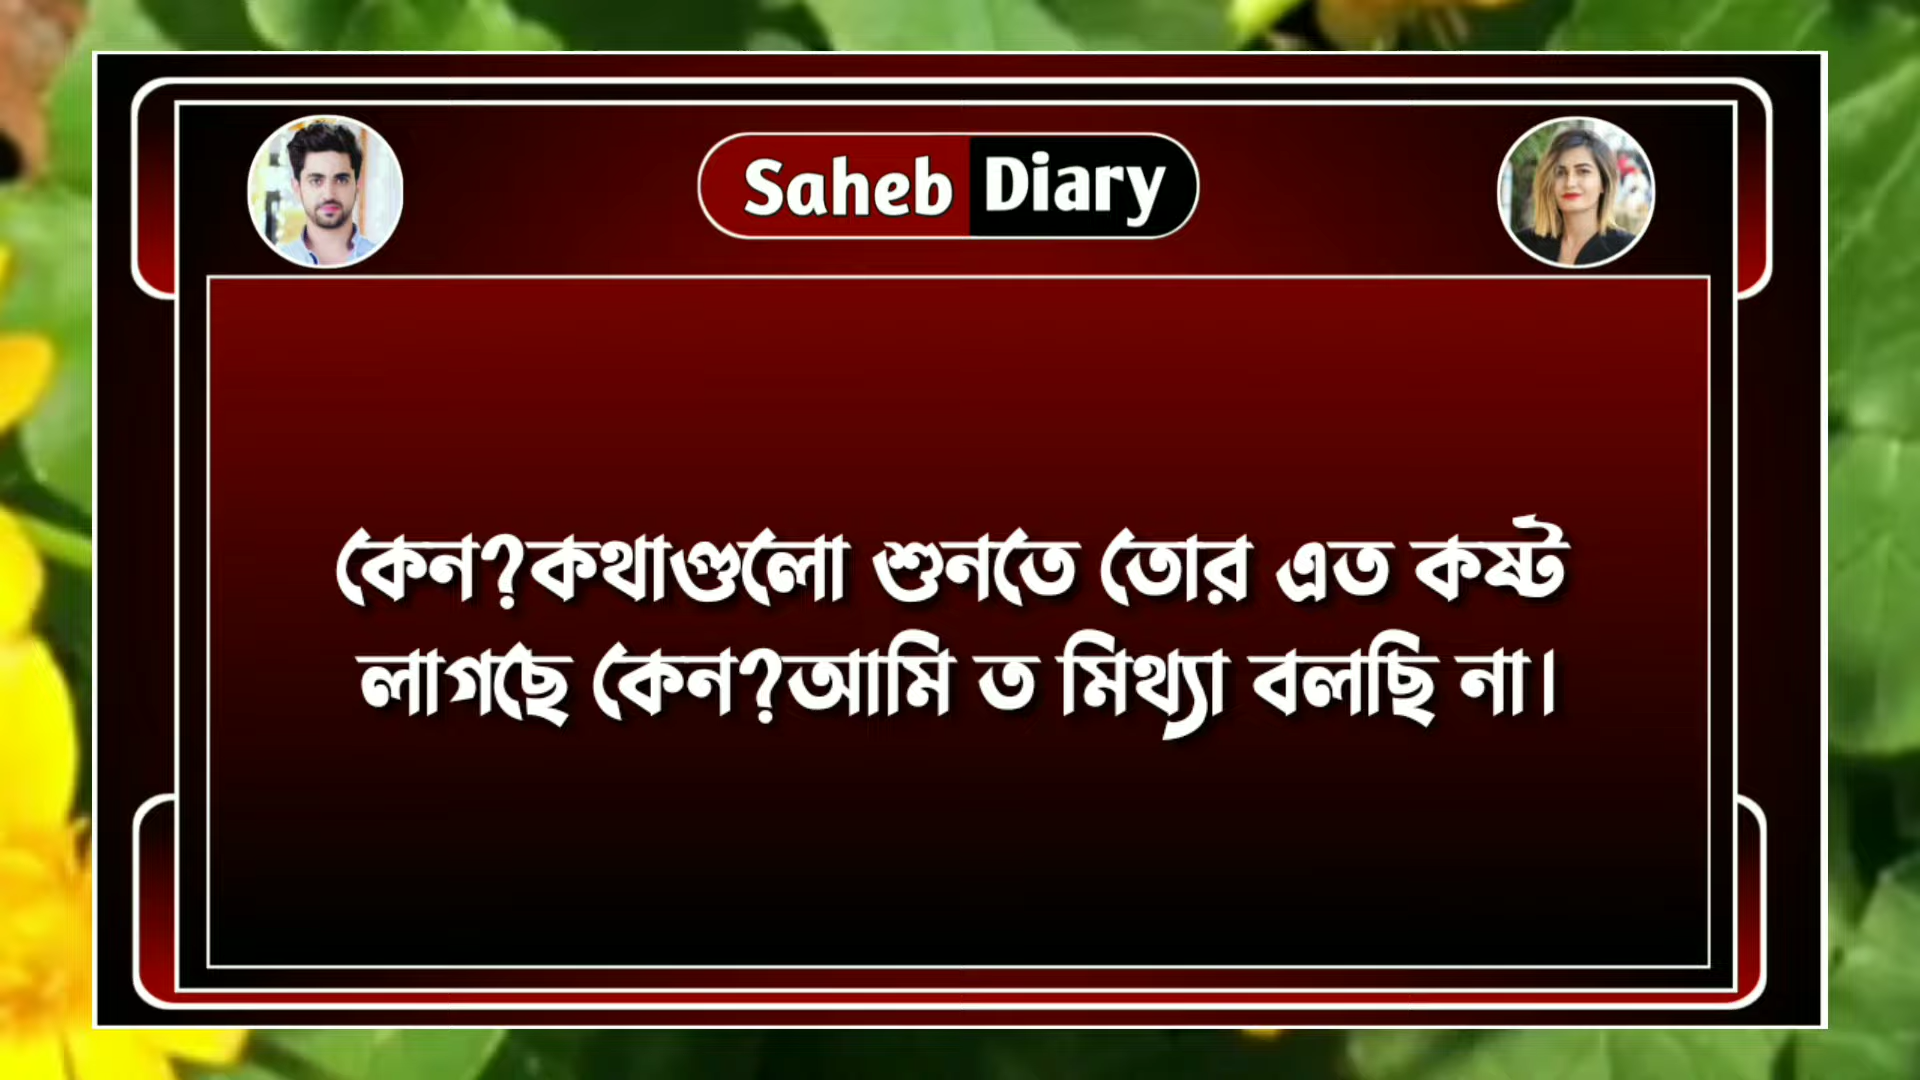 Saheb Diary
কেন?কথাগুলো শুনতে তোর এত কষ্ট
লাগছে কেন?আমি ত মিথ্যা বলছি না।